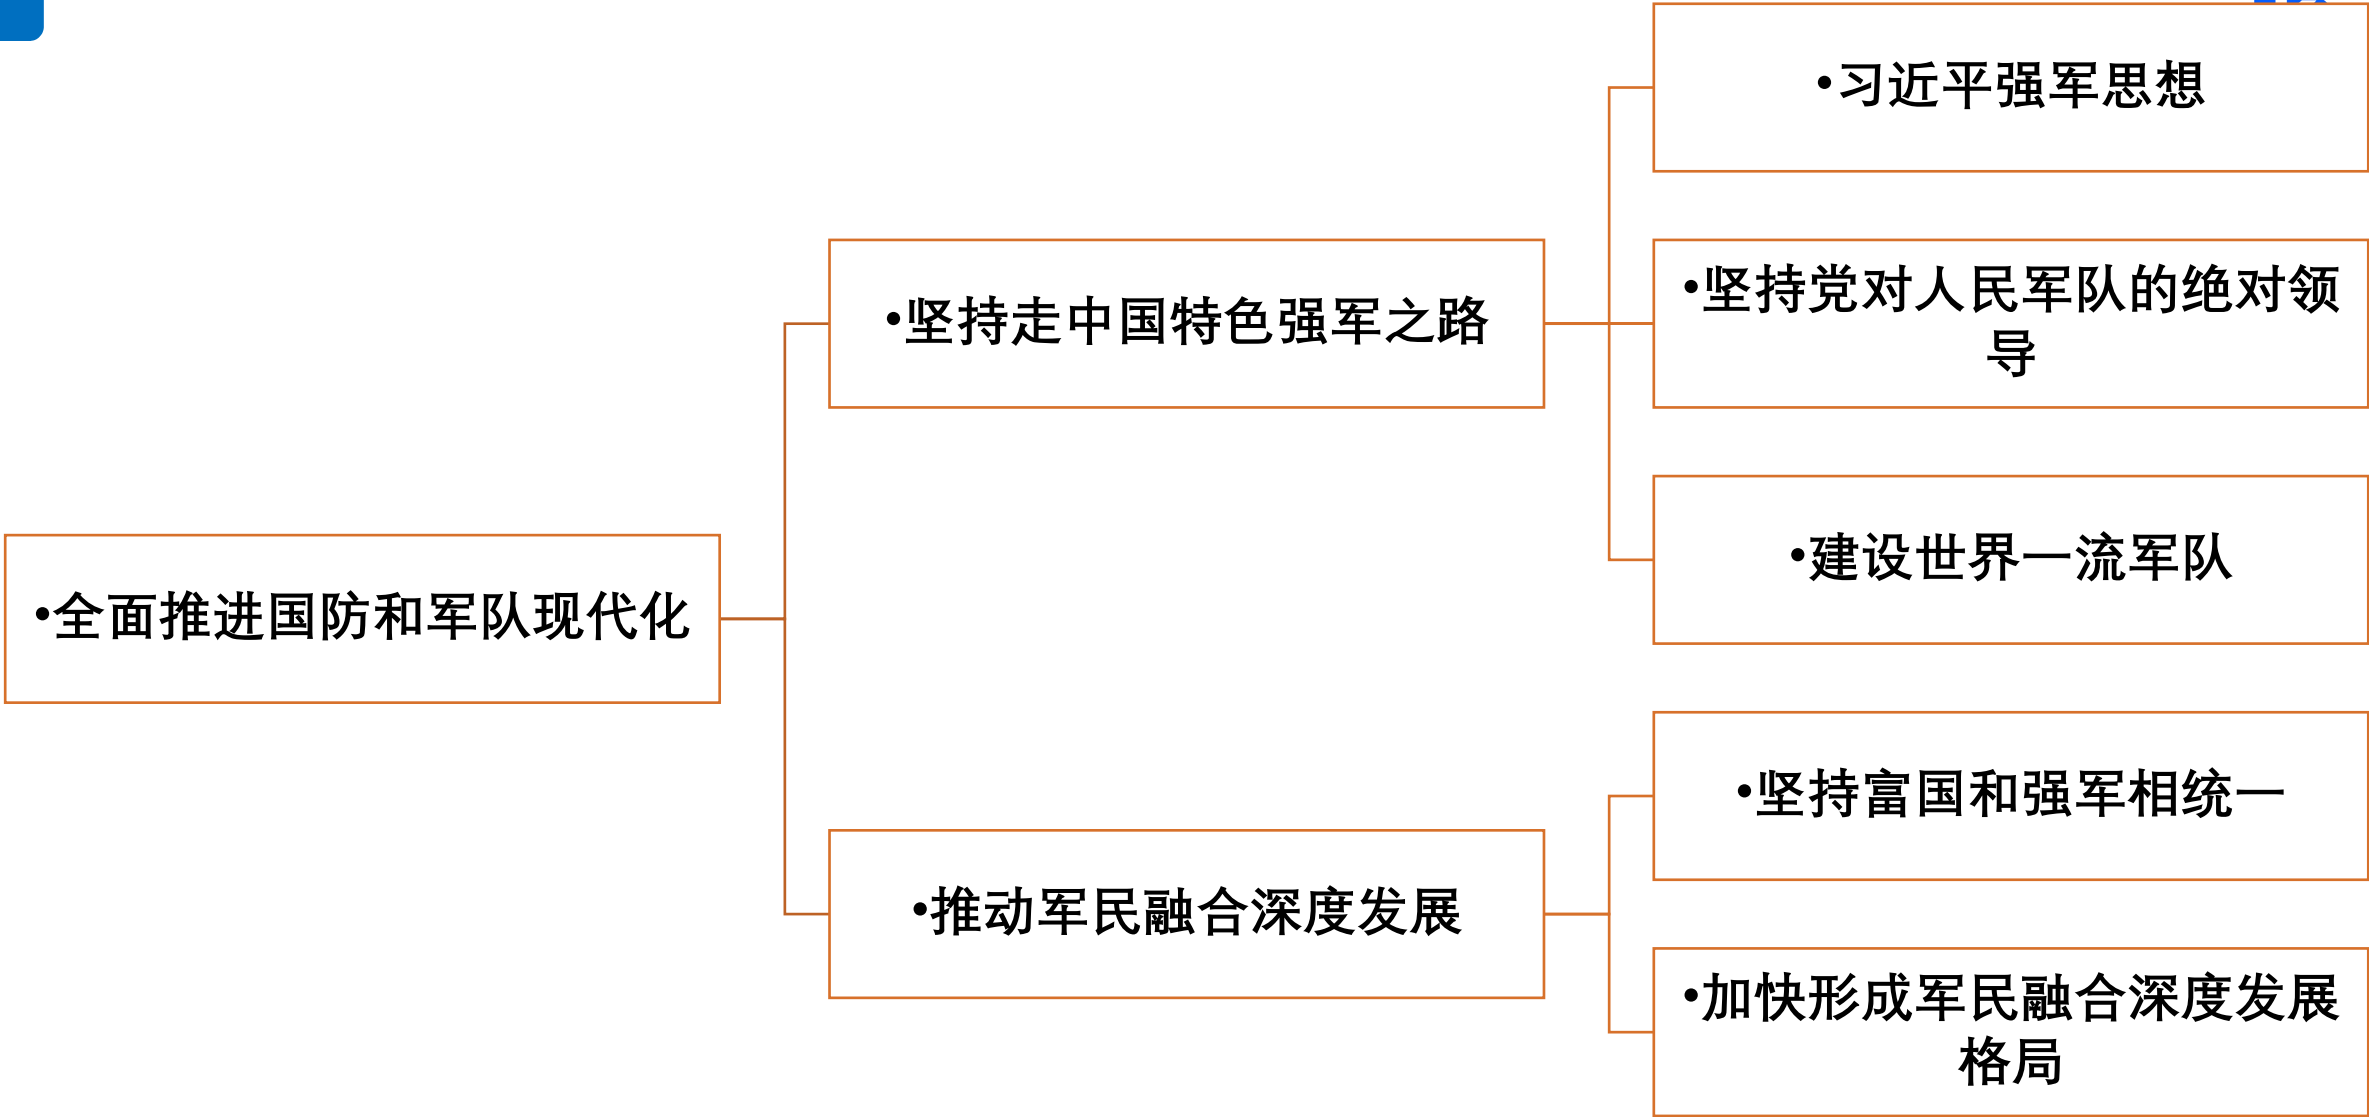 •习近平强军思想
•坚持走中国特色强军之路
•坚持党对人民军队的绝对领
导
•建设世界一流军队
•全面推进国防和军队现代化
•坚持富国和强军相统一
•推动军民融合深度发展
•加快形成军民融合深度发展
格局